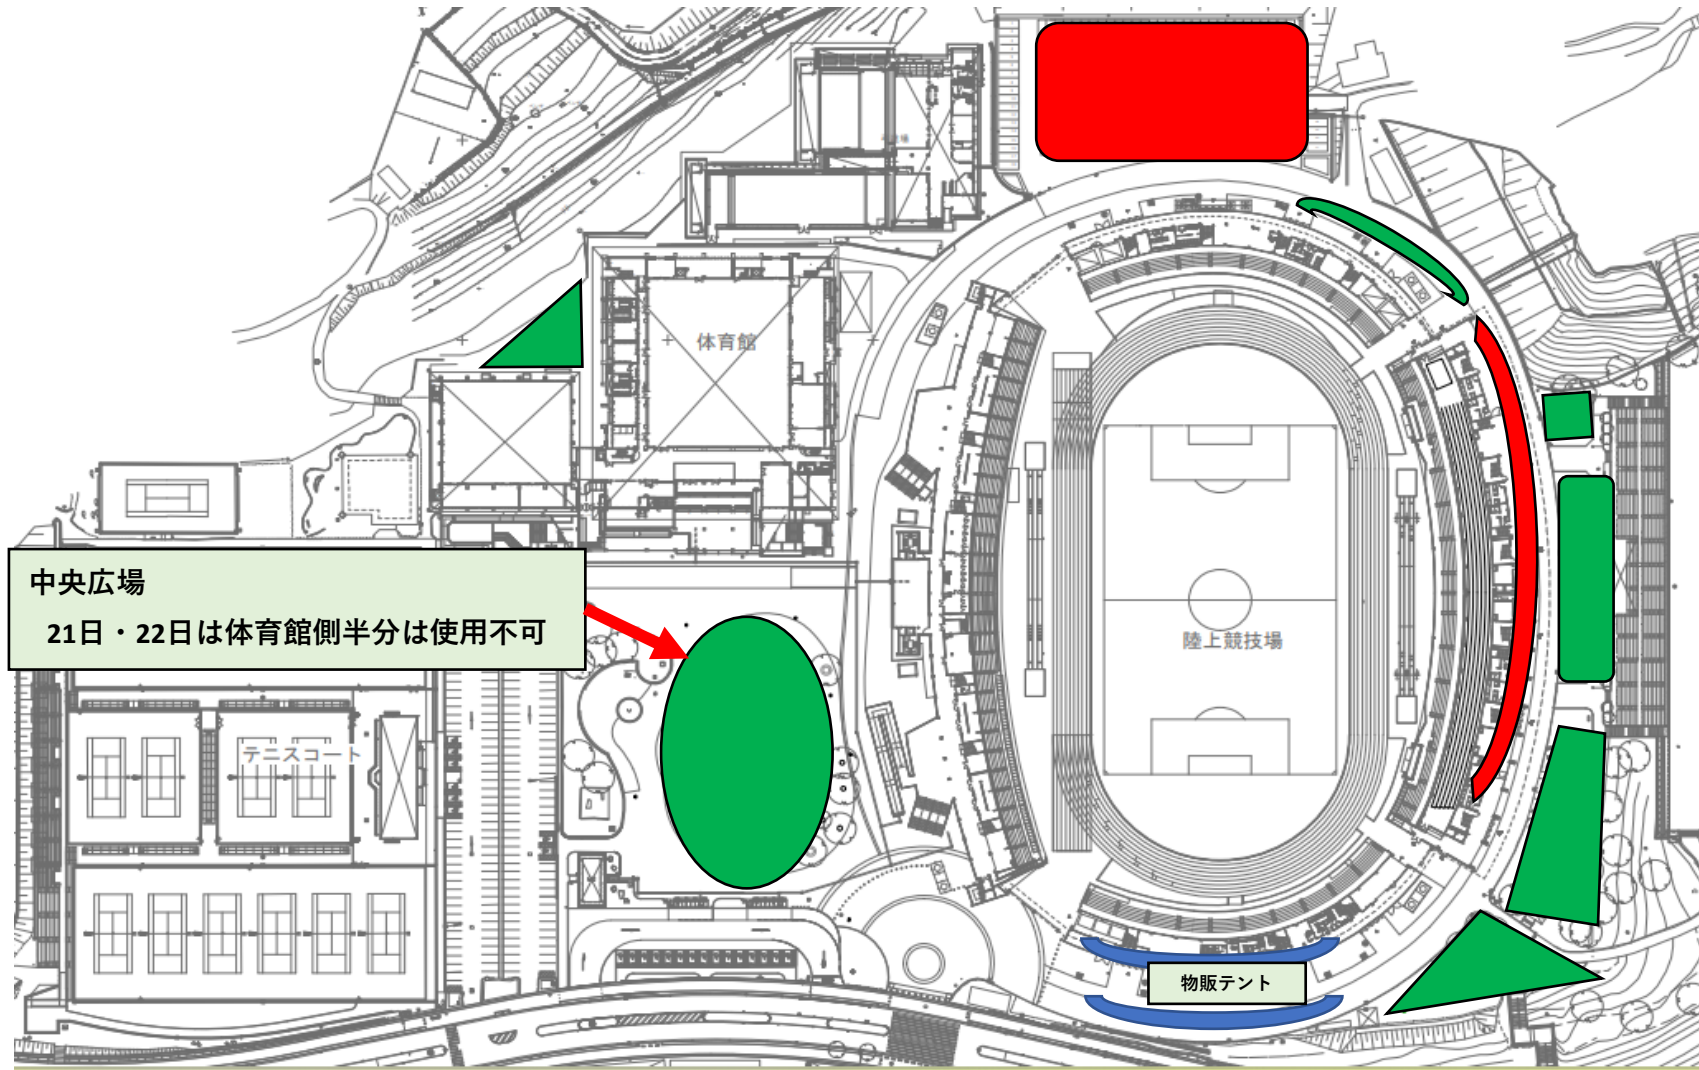 体育館
中央広場
21日・22日は体育館側半分は使用不可
陸上競技場
テニスコート
物販テント